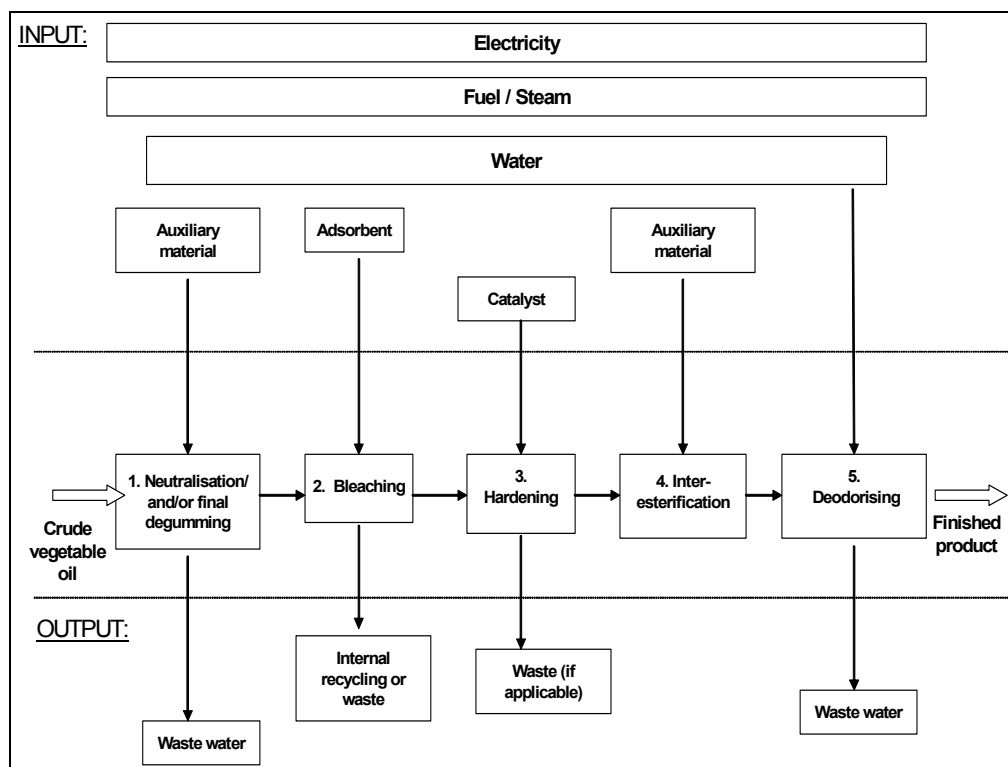 INPUT:
Electricity
Fuel / Steam
Water
Auxiliary
material
Adsorbent
Auxiliary
material
Catalyst
1. Neutralisation/
and/or final
degumming
2. Bleaching
3.
Hardening
4. Inter-
esterification
5.
Deodorising
Crude
vegetable
oil
Finished
product
OUTPUT:
Internal
recycling or
waste
Waste (if
applicable)
Waste water
Waste water